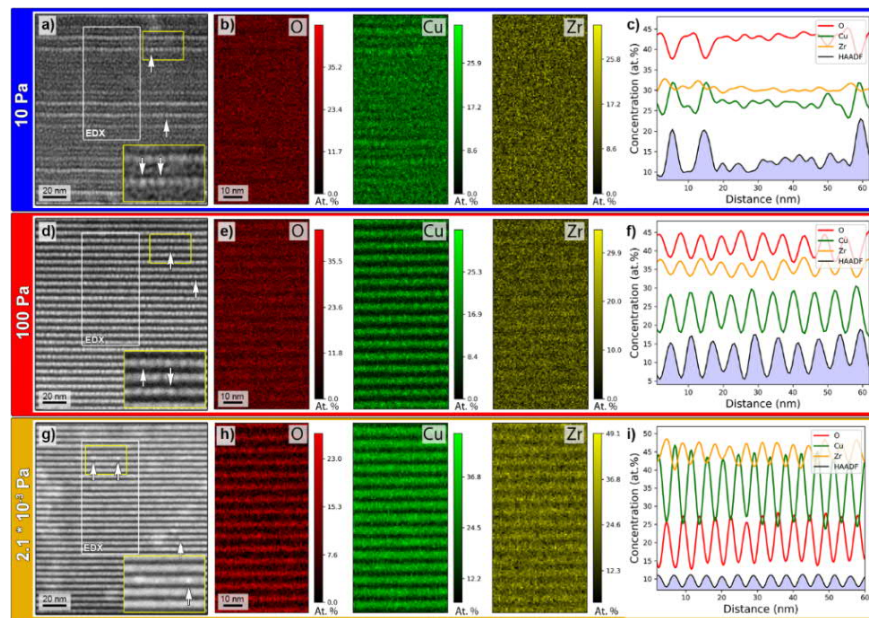 10 Pa
a)
EDX
20 nm
b)
O
35.2
23.4
11.7
0.0
At. %
10 nm
Cu
25.9
17.2
8.6
0.0
At. %
Zr
25.8
17.2
8.6
0.0
At. %
c)
Concentration (at.%)
45
40
35
30
25
20
15
10
O
Cu
Zr
HAADF
0 10 20 30 40 50 60
Distance (nm)
100 Pa
d)
EDX
20 nm
e)
O
35.5
23.6
11.8
0.0
At. %
10 nm
Cu
25.3
16.9
8.4
0.0
At. %
Zr
29.9
20.0
10.0
0.0
At. %
f)
Concentration (at.%)
45
40
35
30
25
20
15
10
5
O
Cu
Zr
HAADF
0 10 20 30 40 50 60
Distance (nm)
2.1 * 10⁻³ Pa
g)
EDX
20 nm
h)
O
23.0
15.3
7.6
0.0
At. %
10 nm
Cu
36.8
24.5
12.2
At. %
Zr
49.1
36.8
24.6
12.3
At. %
i)
Concentration (at.%)
50
45
40
35
30
25
20
15
10
O
Cu
Zr
HAADF
10 20 30 40 50 60
Distance (nm)